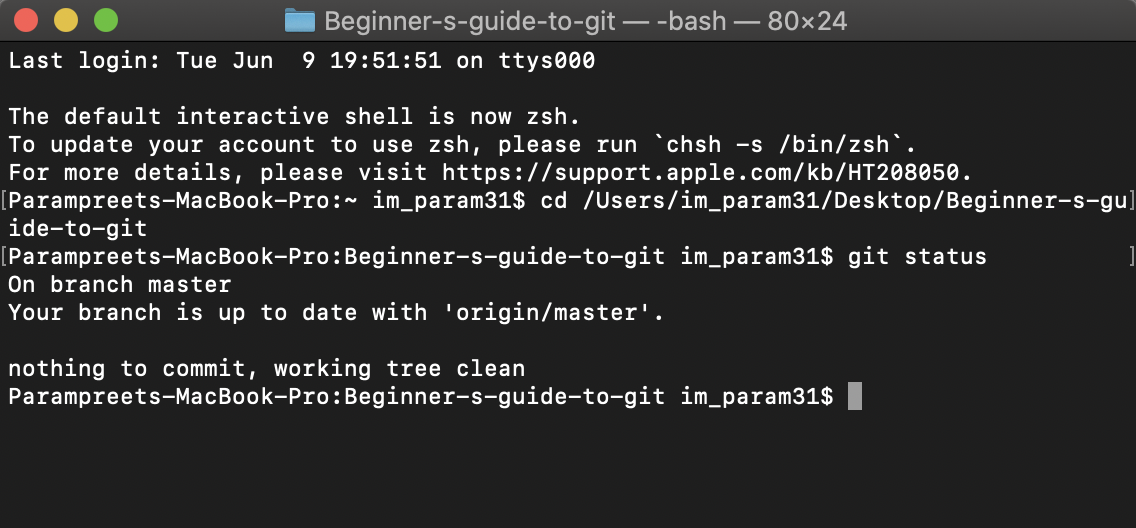 Beginner-s-guide-to-git — -bash — 80×24
Last login: Tue Jun  9 19:51:51 on ttys000
The default interactive shell is now zsh.
To update your account to use zsh, please run `chsh -s /bin/zsh`.
For more details, please visit https://support.apple.com/kb/HT208050.
[Parampreets-MacBook-Pro:~ im_param31$ cd /Users/im_param31/Desktop/Beginner-s-gu]
ide-to-git
[Parampreets-MacBook-Pro:Beginner-s-guide-to-git im_param31$ git status ]
On branch master
Your branch is up to date with 'origin/master'.
nothing to commit, working tree clean
Parampreets-MacBook-Pro:Beginner-s-guide-to-git im_param31$